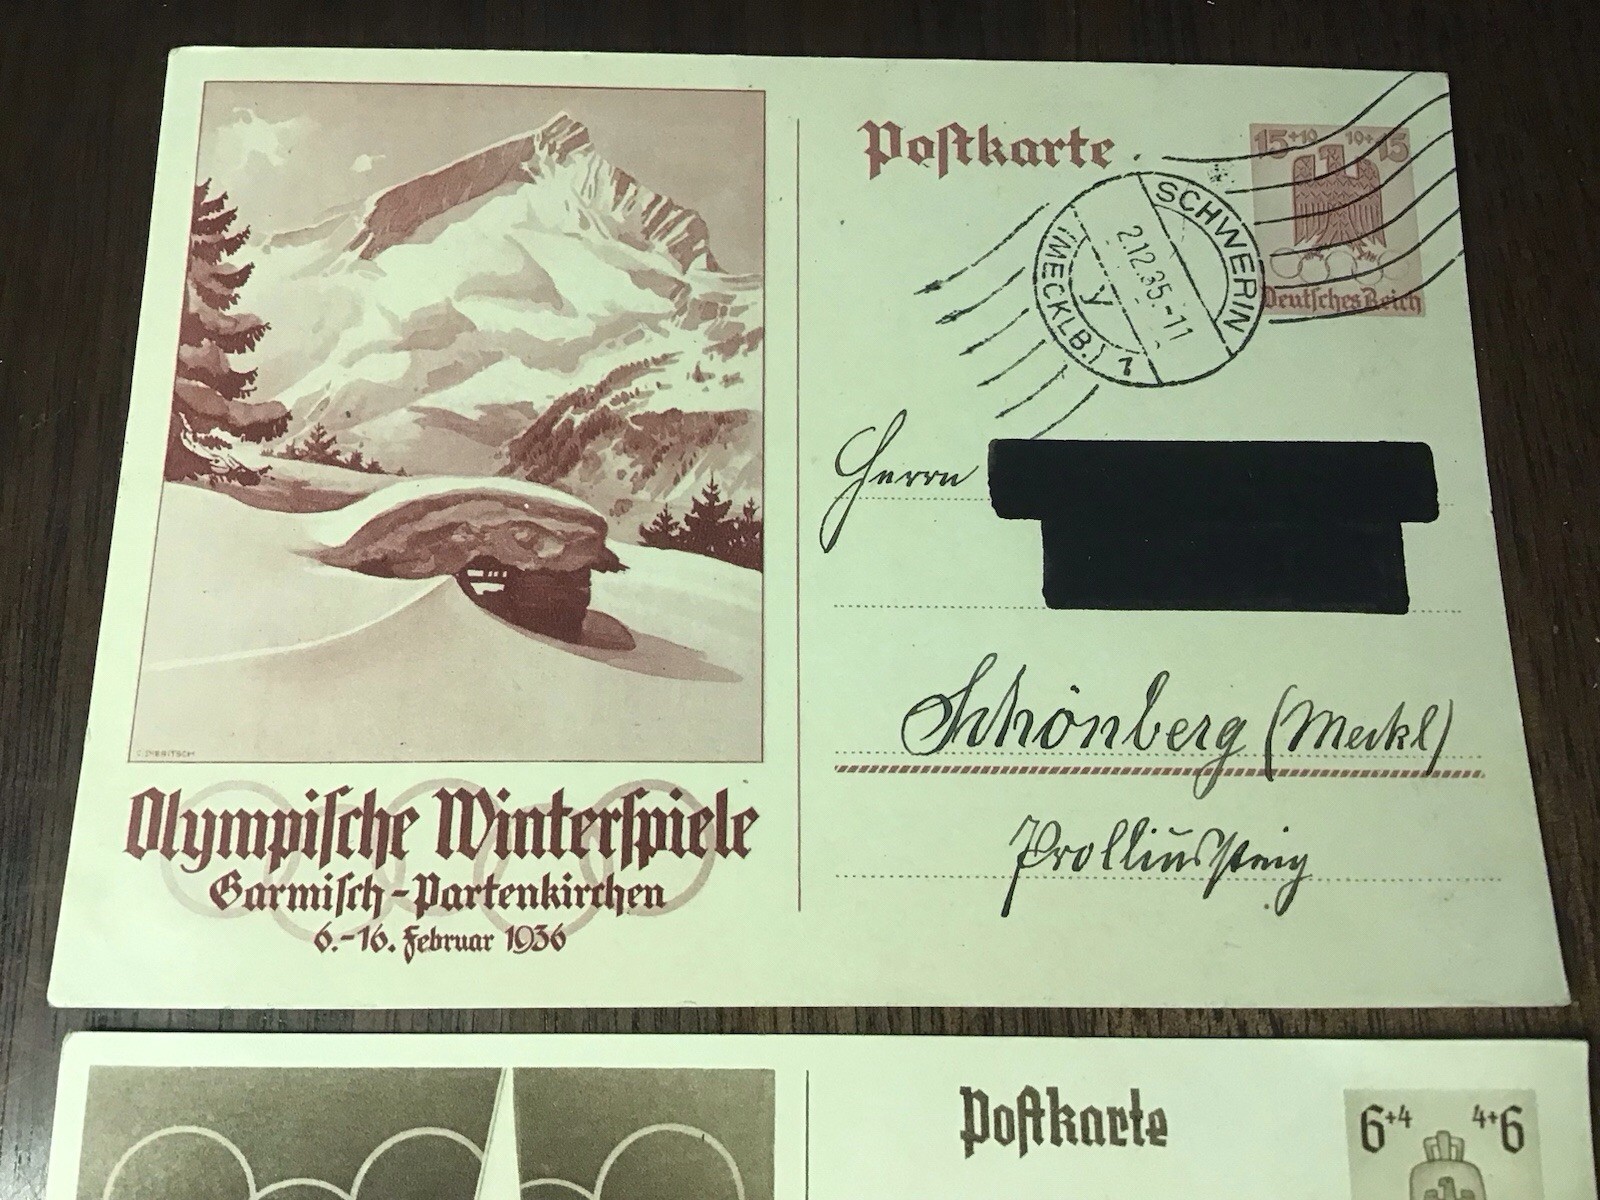 Postkarte
15+10 10+15
Deutsches Reich
SCHWERIN
2.12.35.-11
y
(MECKLB.) 1
Herrn
Schönberg (Meckl)
C. DIEBITSCH
Olympische Winterspiele
Garmisch-Partenkirchen
6.-16. Februar 1936
Postkarte
6+4 4+6